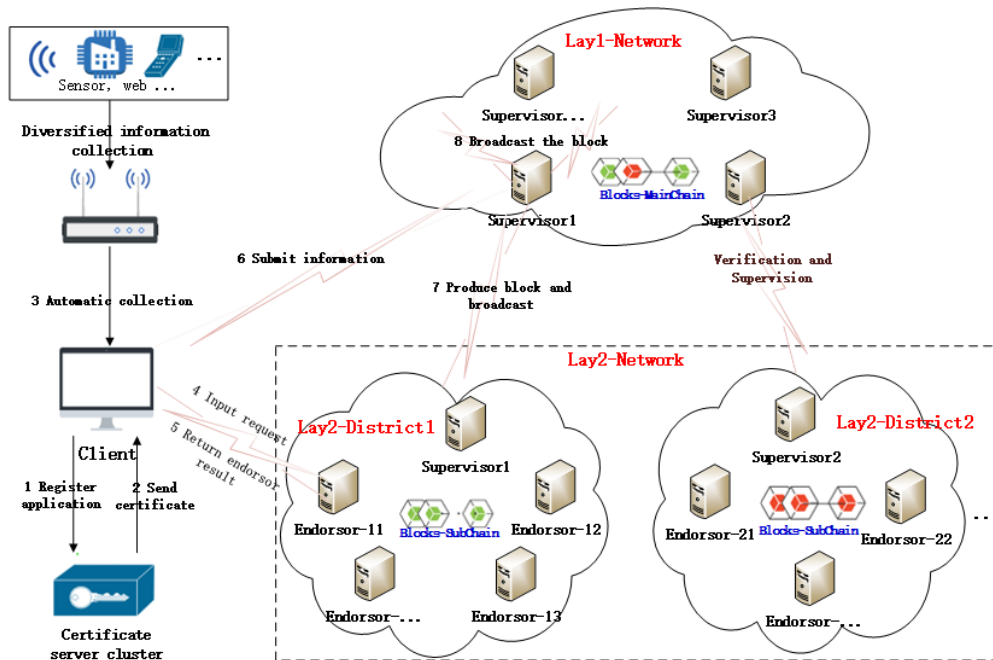 Lay1-Network
...
Sensor, web ...
Supervisor...
Supervisor3
Diversified information
collection
8 Broadcast the block
Blocks-MainChain
Supervisor1
Supervisor2
6 Submit information
Verification and
Supervision
7 Produce block and
broadcast
3 Automatic collection
Lay2-Network
4 Input request
5 Return endorsor
result
Lay2-District1
Lay2-District2
Client
Supervisor1
Supervisor2
1 Register
application
2 Send
certificate
Endorsor-11
Blocks-SubChain
Endorsor-12
Endorsor-21
Blocks-SubChain
Endorsor-22
...
Endorsor-...
Endorsor-13
Endorsor-...
Certificate
server cluster